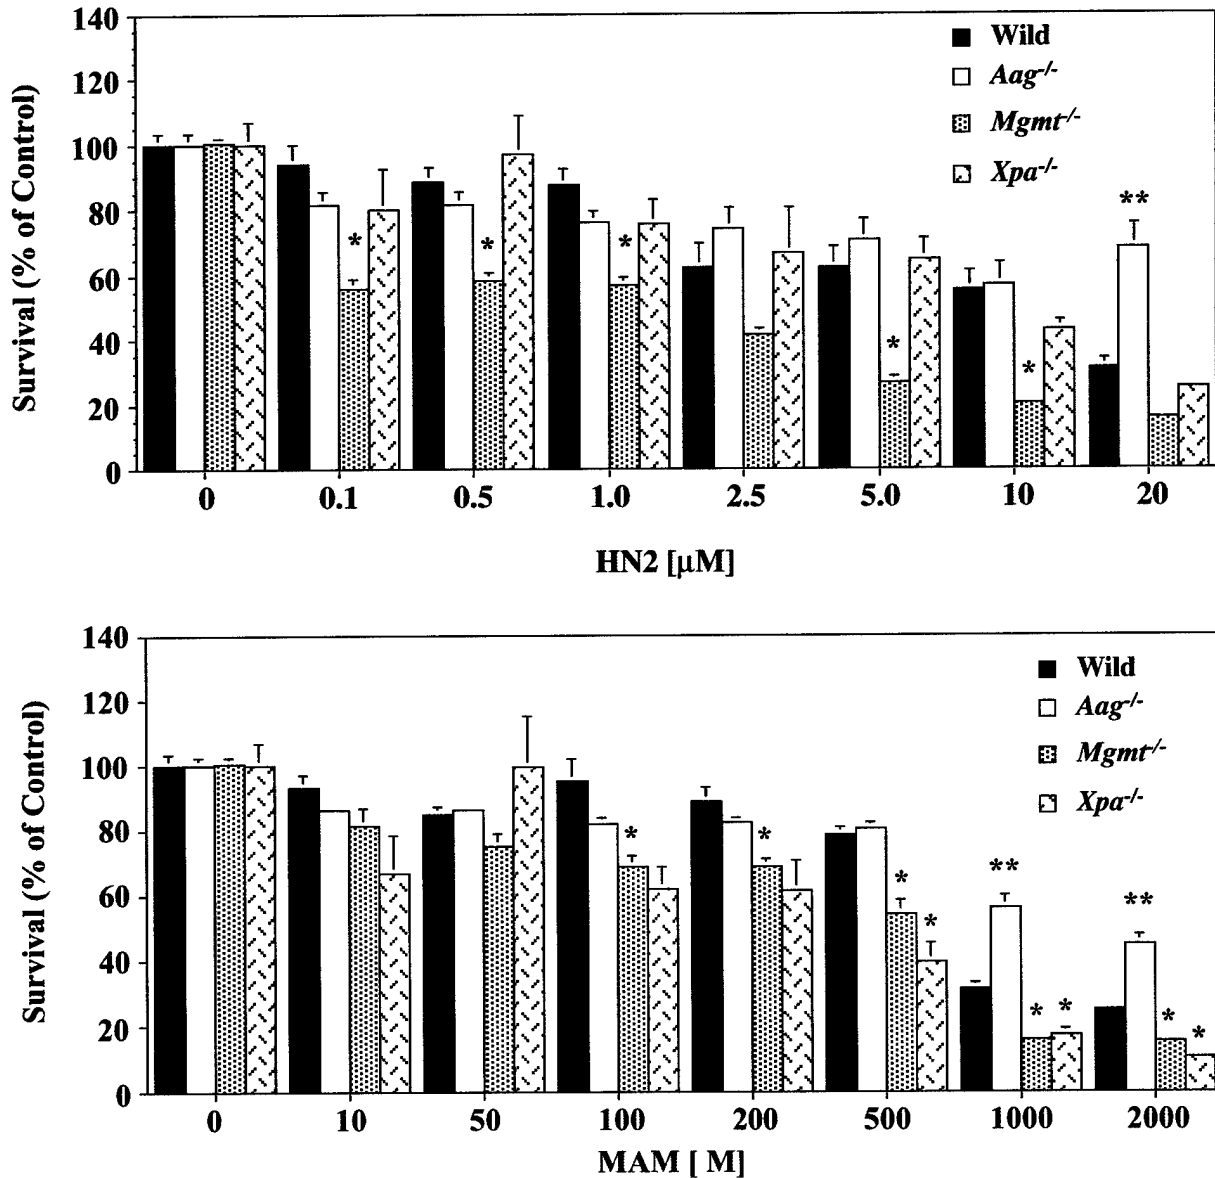 140
120
100
80
60
40
20
0
Survival (% of Control)
Wild
Aag-/-
Mgmt-/-
Xpa-/-
*
*
*
*
*
**
0 0.1 0.5 1.0 2.5 5.0 10 20
HN2 [μM]
140
120
100
80
60
40
20
0
Survival (% of Control)
Wild
Aag-/-
Mgmt-/-
Xpa-/-
*
*
*
*
**
*
*
**
*
*
0 10 50 100 200 500 1000 2000
MAM [ M]